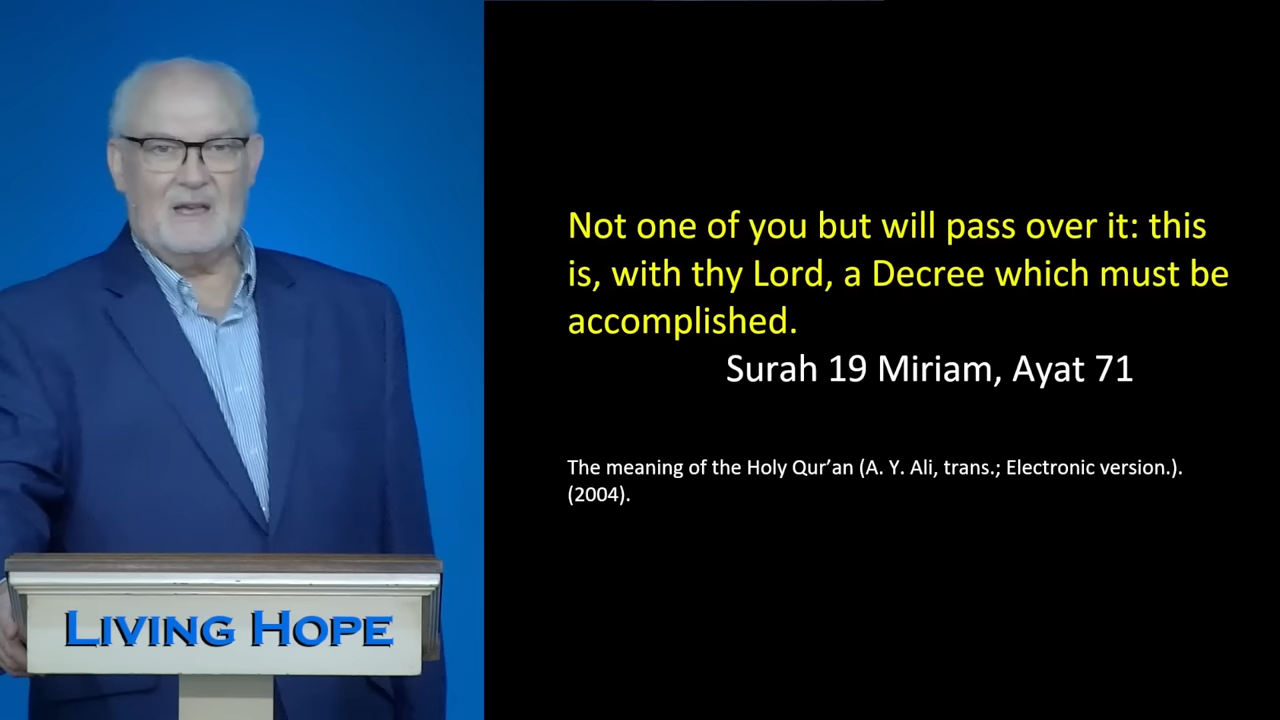 Not one of you but will pass over it: this
is, with thy Lord, a Decree which must be
accomplished.
Surah 19 Miriam, Ayat 71
The meaning of the Holy Qur’an (A. Y. Ali, trans.; Electronic version.).
(2004).
LIVING HOPE